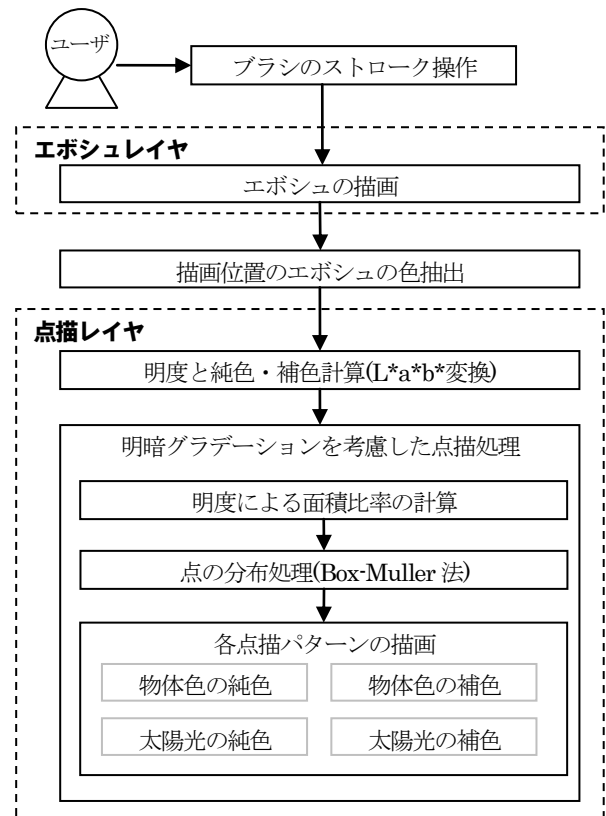 ユーザ
ブラシのストローク操作
エボシュレイヤ
エボシュの描画
描画位置のエボシュの色抽出
点描レイヤ
明度と純色・補色計算(L*a*b*変換)
明暗グラデーションを考慮した点描処理
明度による面積比率の計算
点の分布処理(Box-Muller 法)
各点描パターンの描画
物体色の純色
物体色の補色
太陽光の純色
太陽光の補色